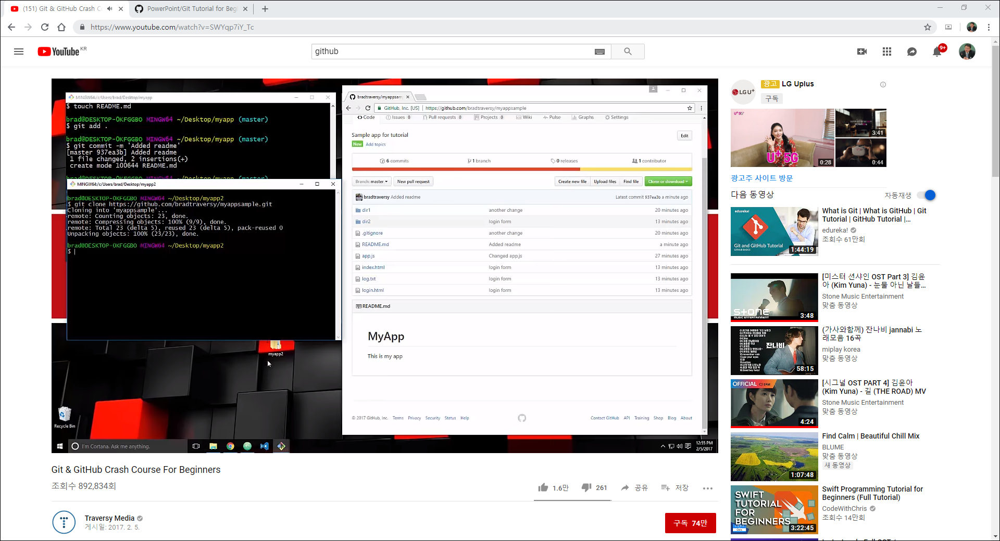 (151) Git & GitHub Crash C
PowerPoint/Git Tutorial for Beg
https://www.youtube.com/watch?v=SWYqp7iY_Tc
YouTube KR
github
9+
MINGW64:/c/Users/brad/Desktop/myapp
$ touch README.md
brad@DESKTOP-0KFGGBO MINGW64 ~/Desktop/myapp (master)
$ git add .
brad@DESKTOP-0KFGGBO MINGW64 ~/Desktop/myapp (master)
$ git commit -m 'Added readme'
[master 937ea3b] Added readme
1 file changed, 2 insertions(+)
create mode 100644 README.md
MINGW64:/c/Users/brad/Desktop/myapp2
brad@DESKTOP-0KFGGBO MINGW64 ~/Desktop/myapp2
$ git clone https://github.com/bradtraversy/myappsample.git
Cloning into 'myappsample'...
remote: Counting objects: 23, done.
remote: Compressing objects: 100% (9/9), done.
remote: Total 23 (delta 5), reused 23 (delta 5), pack-reused 0
Unpacking objects: 100% (23/23), done.
brad@DESKTOP-0KFGGBO MINGW64 ~/Desktop/myapp2
$
myapp2
Recycle Bin
I'm Cortana. Ask me anything.
12:55 PM
2/5/2017
bradtraversy/myappsam
GitHub, Inc. [US] https://github.com/bradtraversy/myappsample
Code Issues 0 Pull requests 0 Projects 0 Wiki Pulse Graphs Settings
Sample app for tutorial Edit
New Add topics
6 commits 1 branch 0 releases 1 contributor
Branch: master New pull request Create new file Upload files Find file Clone or download
bradtraversy Added readme Latest commit 937ea3b a minute ago
dir1 another change 20 minutes ago
dir2 login form 13 minutes ago
.gitignore another change 20 minutes ago
README.md Added readme a minute ago
app.js Changed app.js 27 minutes ago
index.html login form 13 minutes ago
log.txt login form 13 minutes ago
login.html login form 13 minutes ago
README.md
MyApp
This is my app
© 2017 GitHub, Inc. Terms Privacy Security Status Help Contact GitHub API Training Shop Blog About
Git & GitHub Crash Course For Beginners
조회수 892,834회
1.6만 261 공유 저장
Traversy Media
게시일: 2017. 2. 5.
구독 74만
LG U+
광고 LG Uplus
구독
U+5G
U+ 5G
0:28
3:41
0:44
광고주 사이트 방문
다음 동영상 자동재생
edureka!
Git and GitHub Tutorial
GITHUB BASICS
1:44:19
What is Git | What is GitHub | Git
Tutorial | GitHub Tutorial |...
edureka!
조회수 61만회
STONE
MUSIC ENTERTAINMENT
3:48
[미스터 션샤인 OST Part 3] 김윤
아 (Kim Yuna) - 눈물 아닌 날들...
Stone Music Entertainment
맞춤 동영상
잔나비
58:15
(가사와함께) 잔나비 jannabi 노
래모음 16곡
miplay korea
맞춤 동영상
OFFICIAL CJ E&M
4:24
[시그널 OST PART 4] 김윤아
(Kim Yuna) - 길 (THE ROAD) MV
Stone Music Entertainment
맞춤 동영상
1:07:48
Find Calm | Beautiful Chill Mix
BLUME
맞춤 동영상
새 동영상
SWIFT
TUTORIAL
FOR
BEGINNERS
3:22:45
Swift Programming Tutorial for
Beginners (Full Tutorial)
CodeWithChris
조회수 14만회